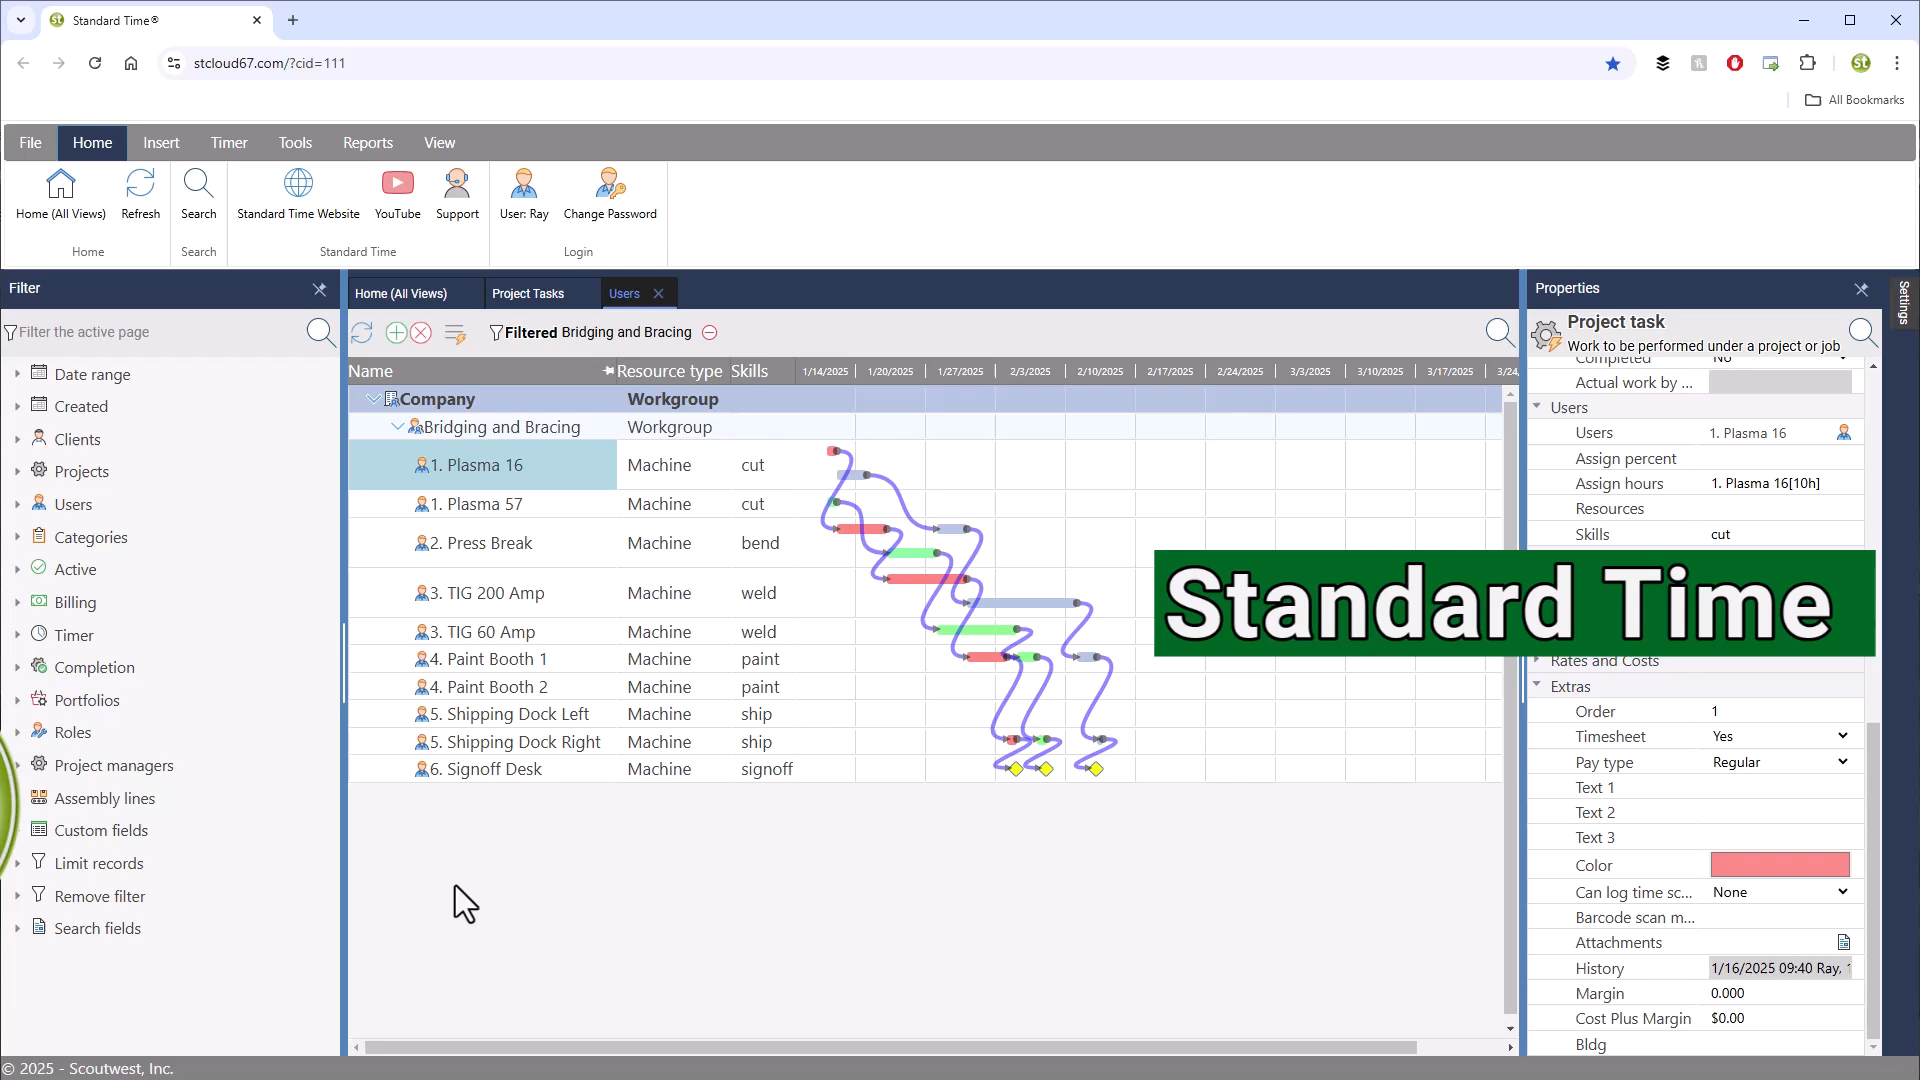 Standard Time®
stcloud67.com/?cid=111
All Bookmarks
File Home Insert Timer Tools Reports View
Home (All Views) Refresh Search Standard Time Website YouTube Support User: Ray Change Password
Home Search Standard Time Login
Filter
Filter the active page
Date range
Created
Clients
Projects
Users
Categories
Active
Billing
Timer
Completion
Portfolios
Roles
Project managers
Assembly lines
Custom fields
Limit records
Remove filter
Search fields
Home (All Views) Project Tasks Users
Filtered Bridging and Bracing
Name Resource type Skills 1/14/2025 1/20/2025 1/27/2025 2/3/2025 2/10/2025 2/17/2025 2/24/2025 3/3/2025 3/10/2025 3/17/2025 3/24
Company Workgroup
Bridging and Bracing Workgroup
1. Plasma 16 Machine cut
1. Plasma 57 Machine cut
2. Press Break Machine bend
3. TIG 200 Amp Machine weld
3. TIG 60 Amp Machine weld
4. Paint Booth 1 Machine paint
4. Paint Booth 2 Machine paint
5. Shipping Dock Left Machine ship
5. Shipping Dock Right Machine ship
6. Signoff Desk Machine signoff
Standard Time
Properties
Settings
Project task
Work to be performed under a project or job
Completed No
Actual work by ...
Users
Users 1. Plasma 16
Assign percent
Assign hours 1. Plasma 16[10h]
Resources
Skills cut
Rates and Costs
Extras
Order 1
Timesheet Yes
Pay type Regular
Text 1
Text 2
Text 3
Color
Can log time sc... None
Barcode scan m...
Attachments
History 1/16/2025 09:40 Ray, 1
Margin 0.000
Cost Plus Margin $0.00
Bldg
© 2025 - Scoutwest, Inc.